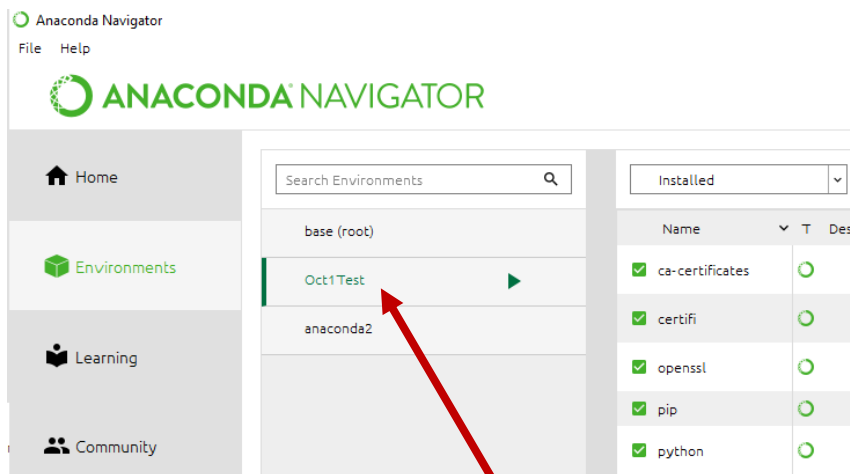 Anaconda Navigator
File Help
ANACONDA NAVIGATOR
Home
Environments
Learning
Community
Search Environments
base (root)
Oct1Test
anaconda2
Installed
Name T Des
ca-certificates
certifi
openssl
pip
python